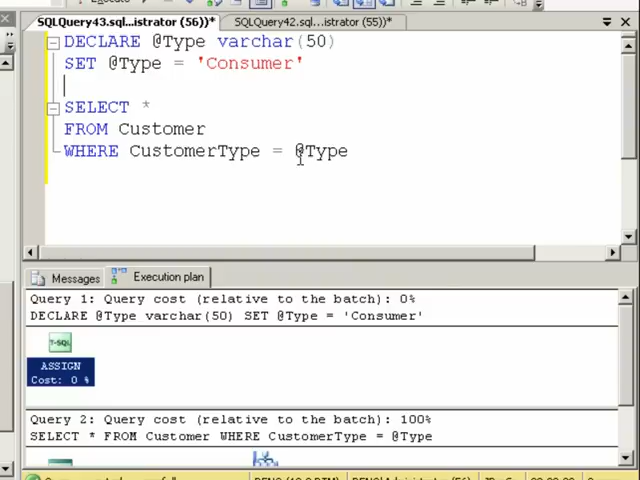 SQLQuery43.sql...istrator (56))*
SQLQuery42.sql...istrator (55))*
DECLARE @Type varchar(50)
SET @Type = 'Consumer'
SELECT *
FROM Customer
WHERE CustomerType = @Type
Messages
Execution plan
Query 1: Query cost (relative to the batch): 0%
DECLARE @Type varchar(50) SET @Type = 'Consumer'
T-SQL
ASSIGN
Cost: 0 %
Query 2: Query cost (relative to the batch): 100%
SELECT * FROM Customer WHERE CustomerType = @Type